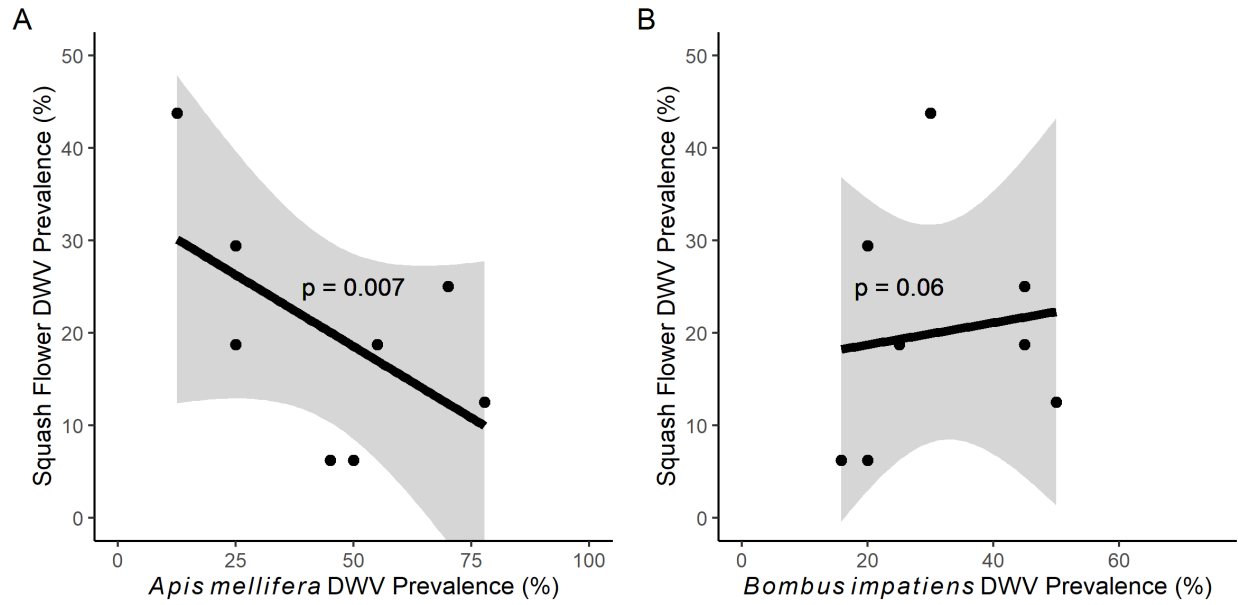 A
Squash Flower DWV Prevalence (%)
50
40
30
20
10
0
p = 0.007
0 25 50 75 100
Apis mellifera DWV Prevalence (%)
B
Squash Flower DWV Prevalence (%)
50
40
30
20
10
0
p = 0.06
0 20 40 60
Bombus impatiens DWV Prevalence (%)